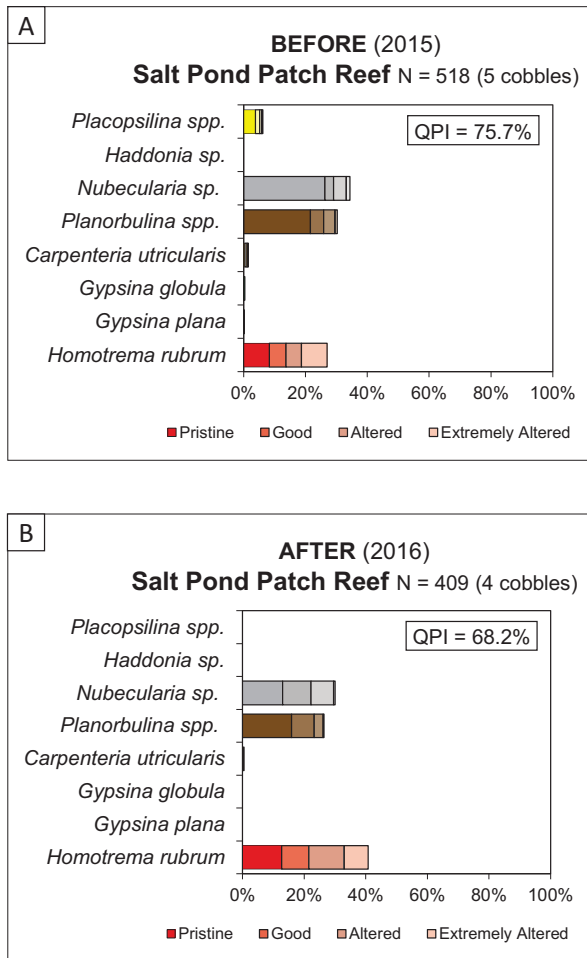 A
BEFORE (2015)
Salt Pond Patch Reef N = 518 (5 cobbles)
QPI = 75.7%
Placopsilina spp.
Haddonia sp.
Nubecularia sp.
Planorbulina spp.
Carpenteria utricularis
Gypsina globula
Gypsina plana
Homotrema rubrum
0% 20% 40% 60% 80% 100%
Pristine Good Altered Extremely Altered
B
AFTER (2016)
Salt Pond Patch Reef N = 409 (4 cobbles)
QPI = 68.2%
Placopsilina spp.
Haddonia sp.
Nubecularia sp.
Planorbulina spp.
Carpenteria utricularis
Gypsina globula
Gypsina plana
Homotrema rubrum
0% 20% 40% 60% 80% 100%
Pristine Good Altered Extremely Altered